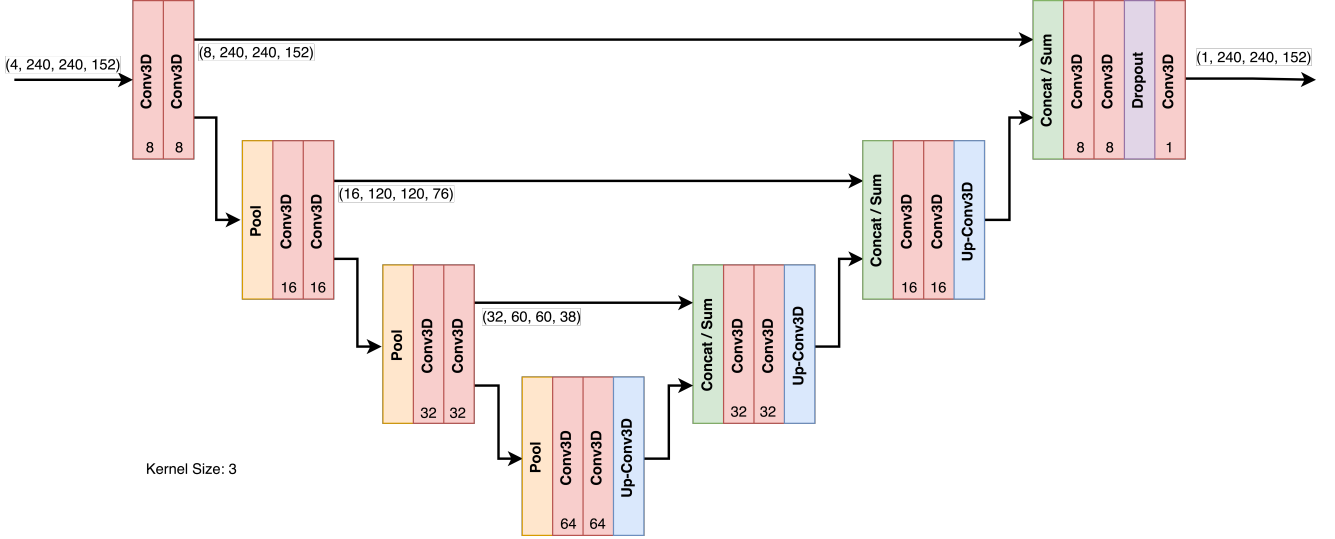 (4, 240, 240, 152)
Conv3D
8
Conv3D
8
(8, 240, 240, 152)
Pool
Conv3D
16
Conv3D
16
(16, 120, 120, 76)
Pool
Conv3D
32
Conv3D
32
(32, 60, 60, 38)
Pool
Conv3D
64
Conv3D
64
Up-Conv3D
Concat / Sum
Conv3D
32
Conv3D
32
Up-Conv3D
Concat / Sum
Conv3D
16
Conv3D
16
Up-Conv3D
Concat / Sum
Conv3D
8
Conv3D
8
Dropout
Conv3D
1
(1, 240, 240, 152)
Kernel Size: 3